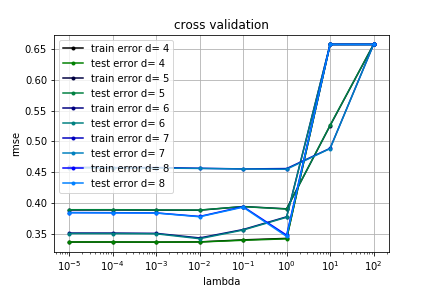 cross validation
rmse
0.65
0.60
0.55
0.50
0.45
0.40
0.35
train error d= 4
test error d= 4
train error d= 5
test error d= 5
train error d= 6
test error d= 6
train error d= 7
test error d= 7
train error d= 8
test error d= 8
10⁻⁵ 10⁻⁴ 10⁻³ 10⁻² 10⁻¹ 10⁰ 10¹ 10²
lambda